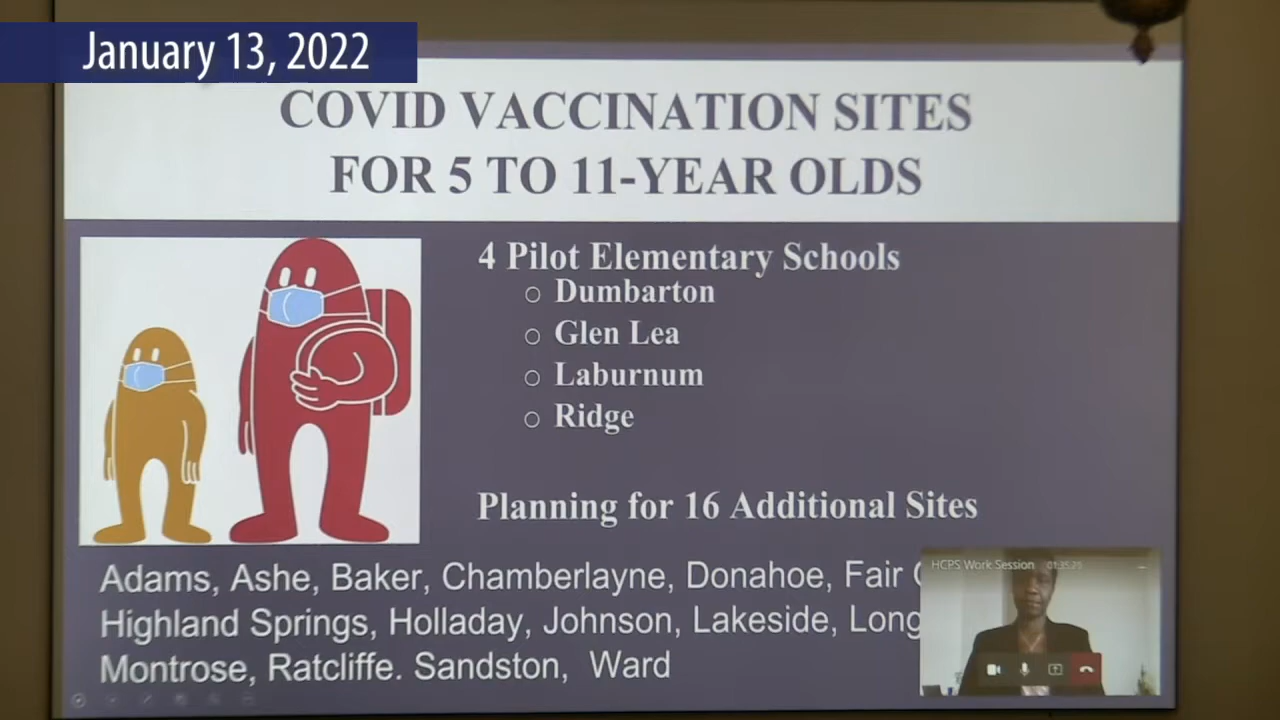 January 13, 2022
COVID VACCINATION SITES
FOR 5 TO 11-YEAR OLDS
4 Pilot Elementary Schools
○ Dumbarton
○ Glen Lea
○ Laburnum
○ Ridge
Planning for 16 Additional Sites
Adams, Ashe, Baker, Chamberlayne, Donahoe, Fair
HCPS Work Session
Highland Springs, Holladay, Johnson, Lakeside, Long
Montrose, Ratcliffe. Sandston, Ward